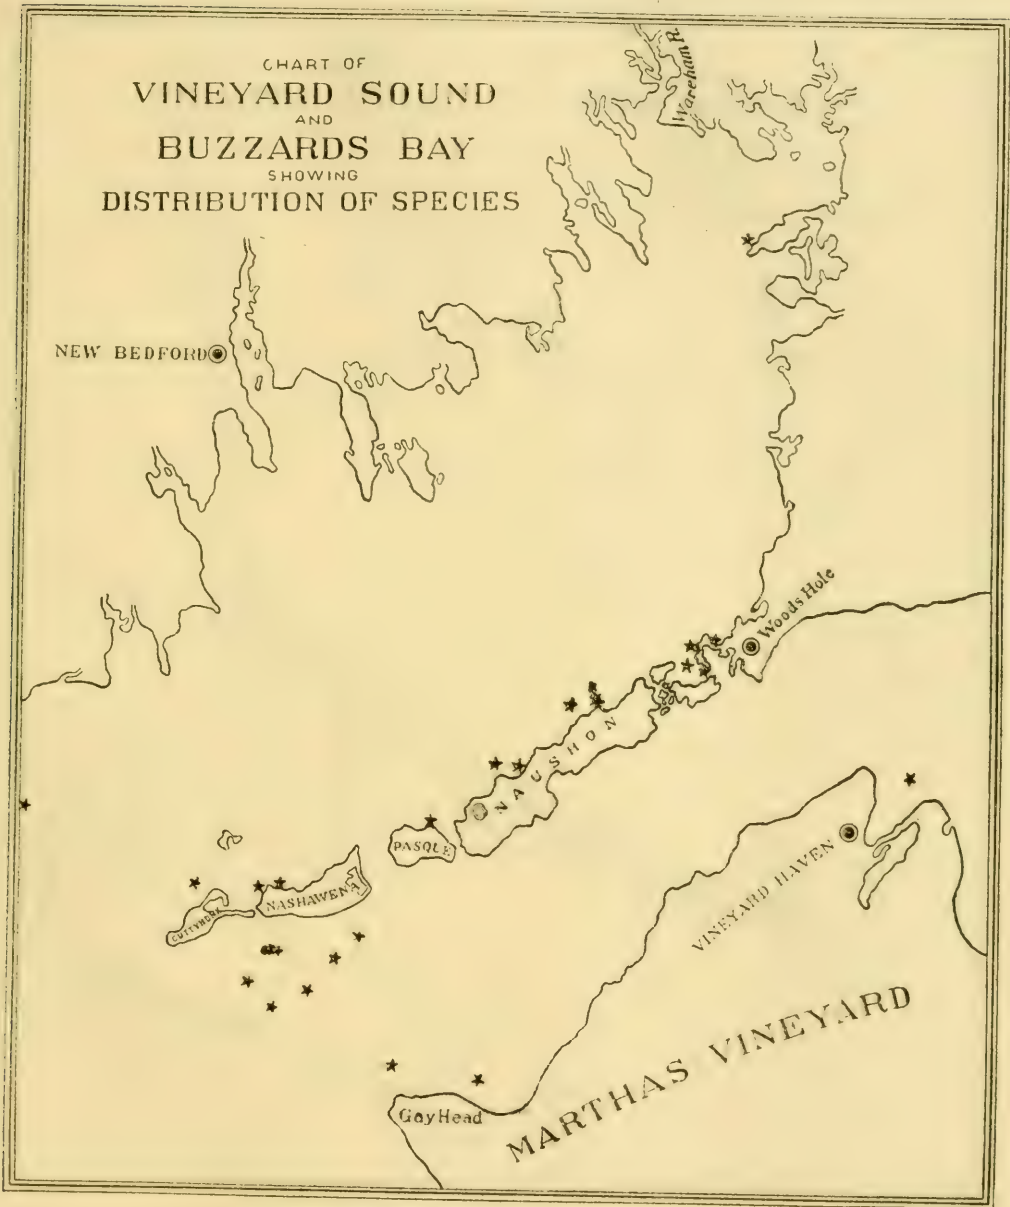 CHART OF
VINEYARD SOUND
AND
BUZZARDS BAY
SHOWING
DISTRIBUTION OF SPECIES
Wareham R.
NEW BEDFORD
Woods Hole
NAUSHON
PASQUE
NASHAWENA
CUTTYHUNK
VINEYARD HAVEN
MARTHAS VINEYARD
Gay Head